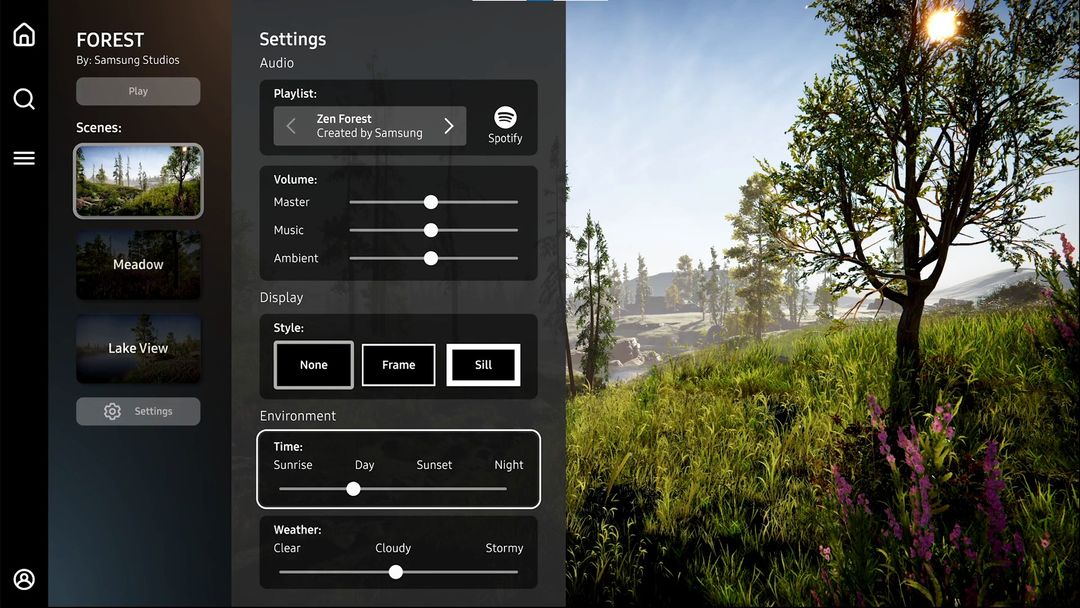 FOREST
By: Samsung Studios
Play
Scenes:
Meadow
Lake View
Settings
Settings
Audio
Playlist:
Zen Forest
Created by Samsung
Spotify
Volume:
Master
Music
Ambient
Display
Style:
None
Frame
Sill
Environment
Time:
Sunrise Day Sunset Night
Weather:
Clear Cloudy Stormy